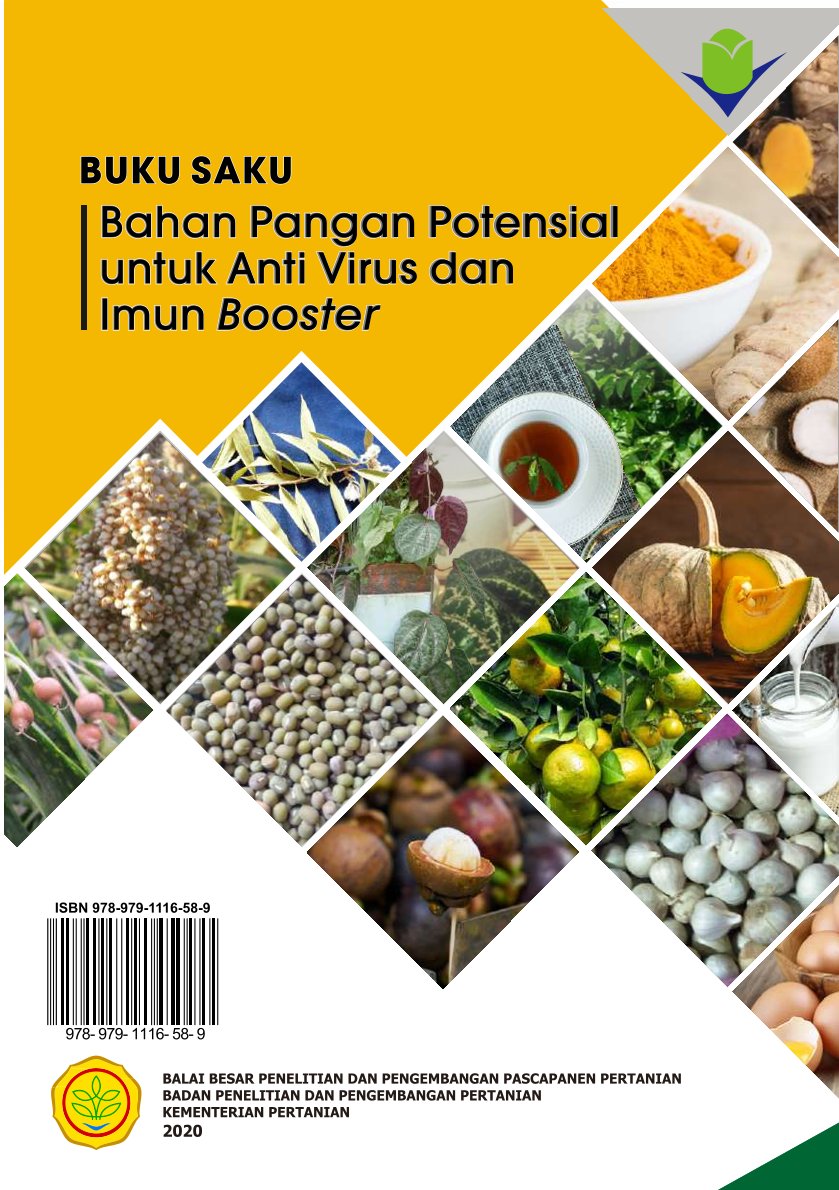 BUKU SAKU
Bahan Pangan Potensial
untuk Anti Virus dan
Imun Booster
ISBN 978-979-1116-58-9
978- 979- 1116- 58- 9
BALAI BESAR PENELITIAN DAN PENGEMBANGAN PASCAPANEN PERTANIAN
BADAN PENELITIAN DAN PENGEMBANGAN PERTANIAN
KEMENTERIAN PERTANIAN
2020